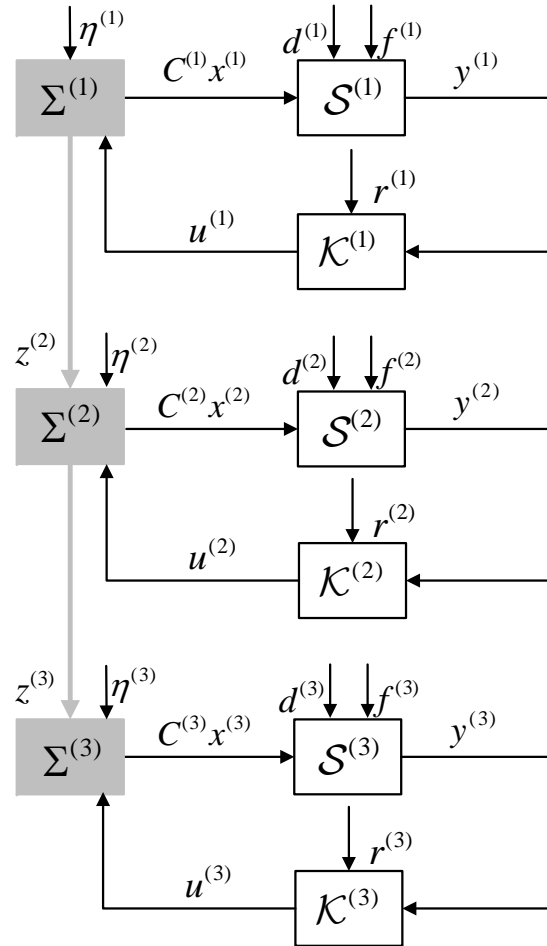 η^(1) d^(1) f^(1)
Σ^(1) C^(1)x^(1) 𝒮^(1) y^(1)
r^(1)
u^(1) 𝒦^(1)
z^(2) η^(2) d^(2) f^(2)
Σ^(2) C^(2)x^(2) 𝒮^(2) y^(2)
r^(2)
u^(2) 𝒦^(2)
z^(3) η^(3) d^(3) f^(3)
Σ^(3) C^(3)x^(3) 𝒮^(3) y^(3)
r^(3)
u^(3) 𝒦^(3)